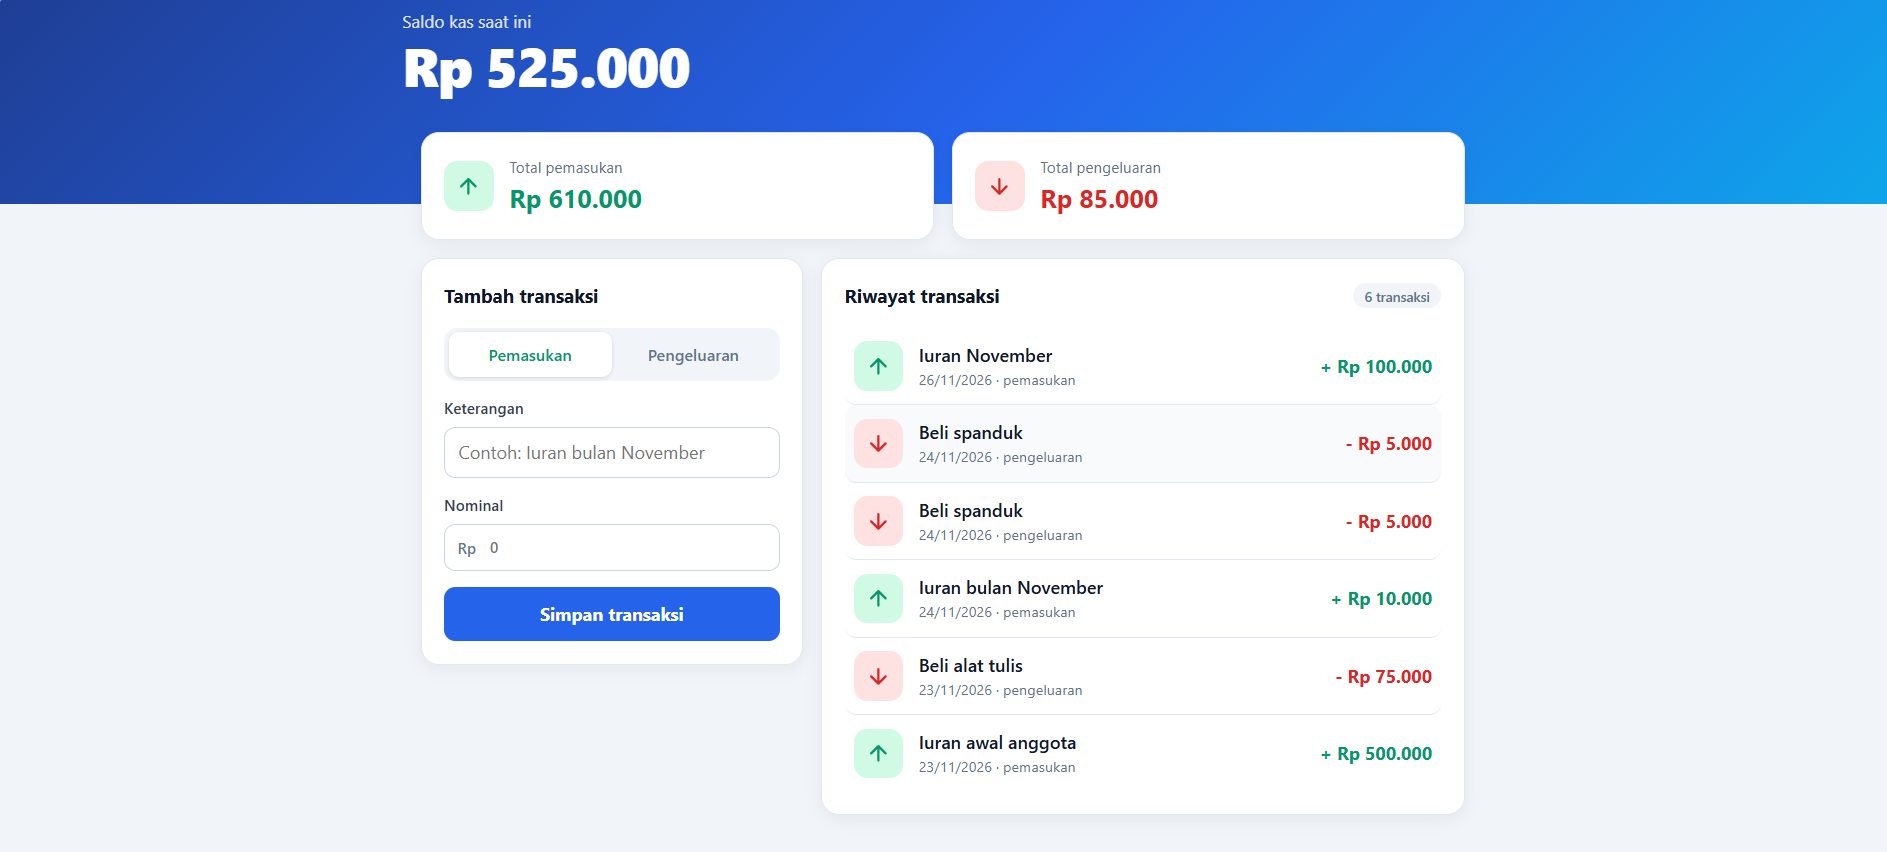 Saldo kas saat ini
Rp 525.000
Total pemasukan
Rp 610.000
Total pengeluaran
Rp 85.000
Tambah transaksi
Pemasukan
Pengeluaran
Keterangan
Contoh: Iuran bulan November
Nominal
Rp 0
Simpan transaksi
Riwayat transaksi
6 transaksi
Iuran November
26/11/2026 · pemasukan
+ Rp 100.000
Beli spanduk
24/11/2026 · pengeluaran
- Rp 5.000
Beli spanduk
24/11/2026 · pengeluaran
- Rp 5.000
Iuran bulan November
24/11/2026 · pemasukan
+ Rp 10.000
Beli alat tulis
23/11/2026 · pengeluaran
- Rp 75.000
Iuran awal anggota
23/11/2026 · pemasukan
+ Rp 500.000